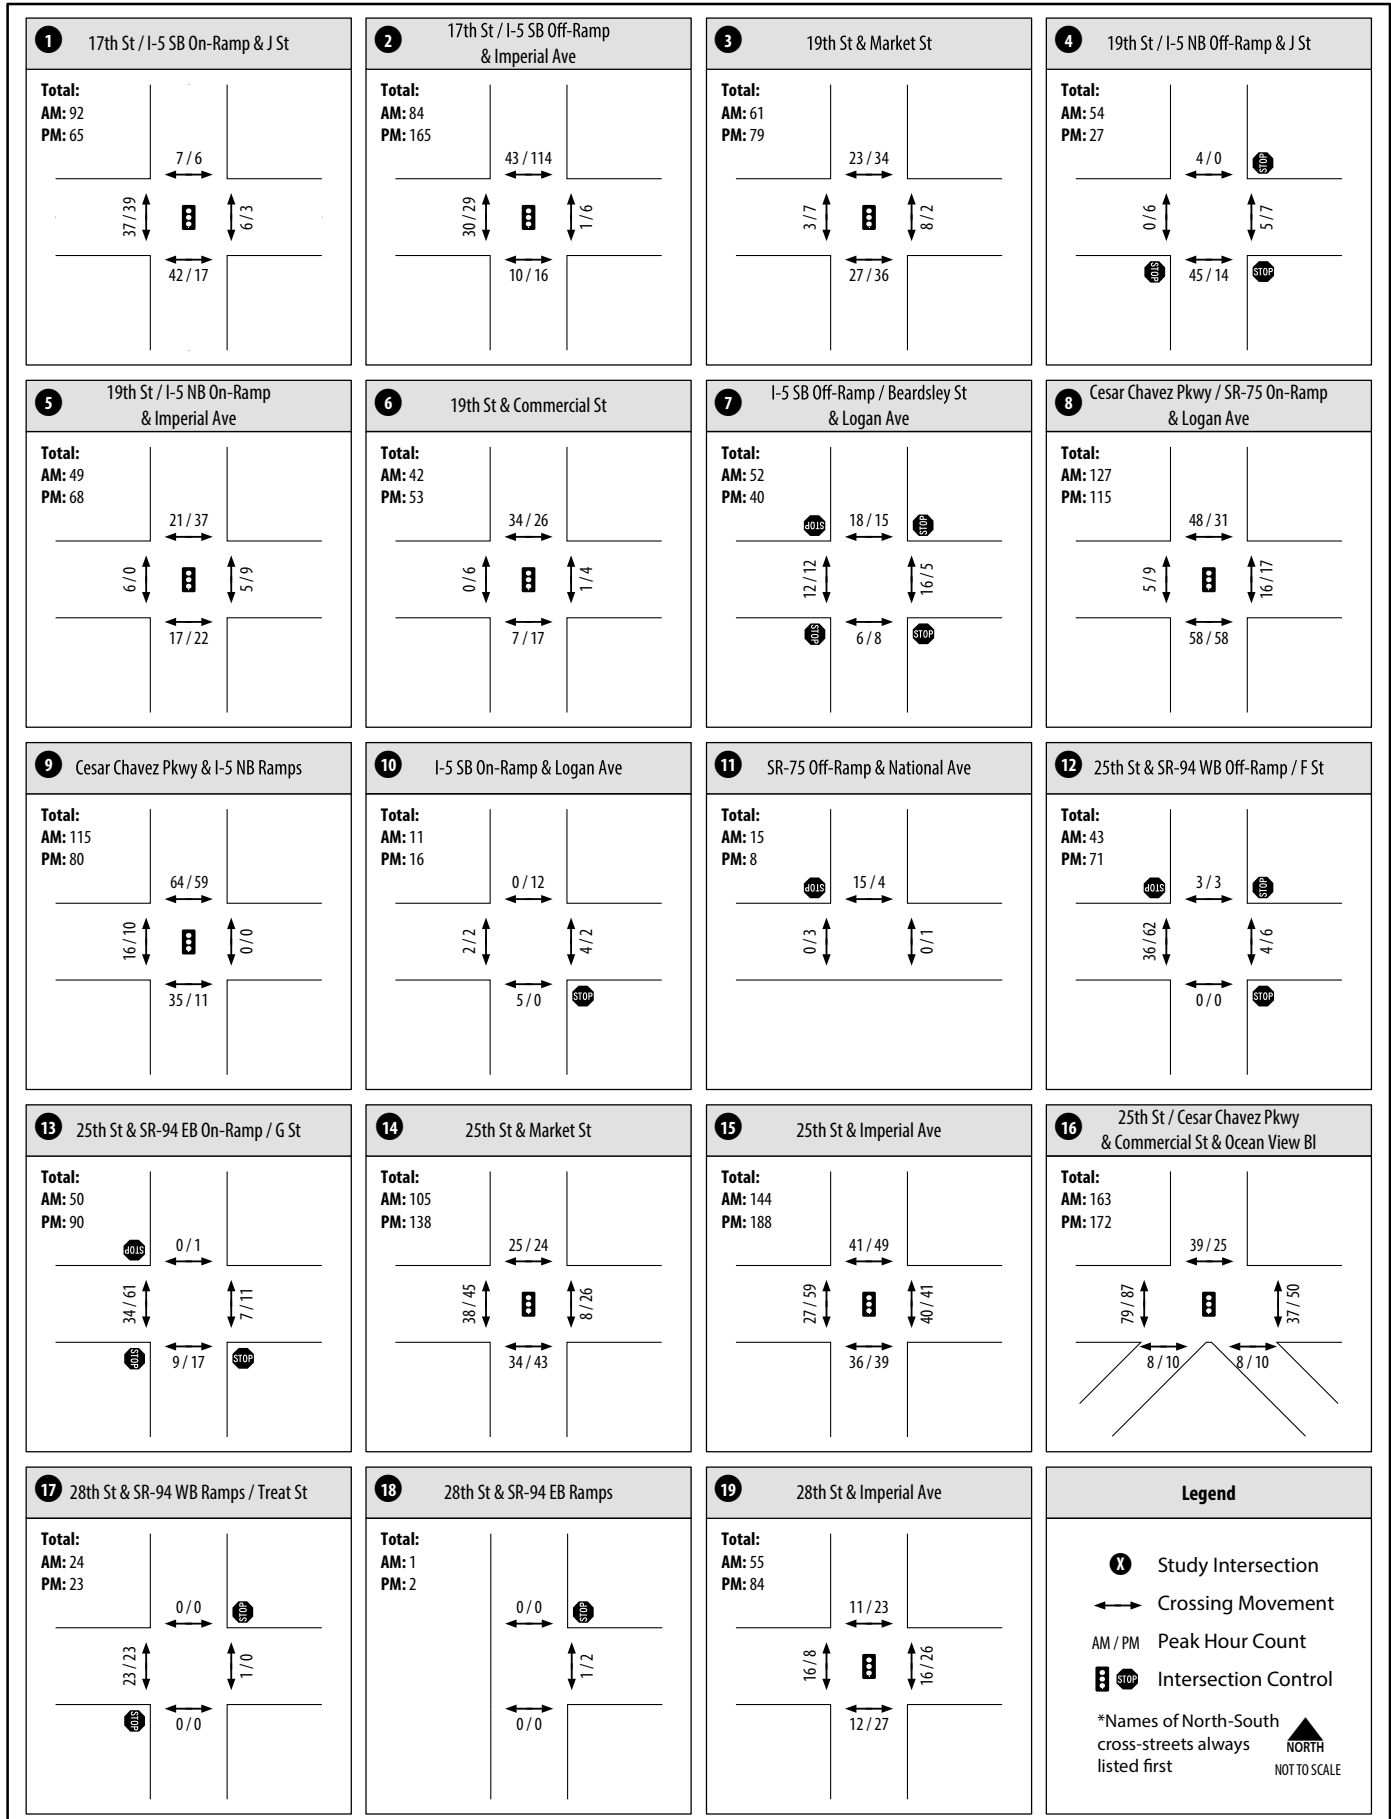 1
17th St / I-5 SB On-Ramp & J St
Total:
AM: 92
PM: 65
7 / 6
37 / 39
6 / 3
42 / 17
2
17th St / I-5 SB Off-Ramp
& Imperial Ave
Total:
AM: 84
PM: 165
43 / 114
30 / 29
1 / 6
10 / 16
3
19th St & Market St
Total:
AM: 61
PM: 79
23 / 34
3 / 7
8 / 2
27 / 36
4
19th St / I-5 NB Off-Ramp & J St
Total:
AM: 54
PM: 27
4 / 0
STOP
0 / 6
5 / 7
STOP
45 / 14
STOP
5
19th St / I-5 NB On-Ramp
& Imperial Ave
Total:
AM: 49
PM: 68
21 / 37
6 / 0
5 / 9
17 / 22
6
19th St & Commercial St
Total:
AM: 42
PM: 53
34 / 26
0 / 6
1 / 4
7 / 17
7
I-5 SB Off-Ramp / Beardsley St
& Logan Ave
Total:
AM: 52
PM: 40
STOP
18 / 15
STOP
12 / 12
16 / 5
STOP
6 / 8
STOP
8
Cesar Chavez Pkwy / SR-75 On-Ramp
& Logan Ave
Total:
AM: 127
PM: 115
48 / 31
5 / 9
16 / 17
58 / 58
9
Cesar Chavez Pkwy & I-5 NB Ramps
Total:
AM: 115
PM: 80
64 / 59
16 / 10
0 / 0
35 / 11
10
I-5 SB On-Ramp & Logan Ave
Total:
AM: 11
PM: 16
0 / 12
2 / 2
4 / 2
5 / 0
STOP
11
SR-75 Off-Ramp & National Ave
Total:
AM: 15
PM: 8
STOP
15 / 4
0 / 3
0 / 1
12
25th St & SR-94 WB Off-Ramp / F St
Total:
AM: 43
PM: 71
STOP
3 / 3
STOP
36 / 62
4 / 6
0 / 0
STOP
13
25th St & SR-94 EB On-Ramp / G St
Total:
AM: 50
PM: 90
STOP
0 / 1
34 / 61
7 / 11
STOP
9 / 17
STOP
14
25th St & Market St
Total:
AM: 105
PM: 138
25 / 24
38 / 45
8 / 26
34 / 43
15
25th St & Imperial Ave
Total:
AM: 144
PM: 188
41 / 49
27 / 59
40 / 41
36 / 39
16
25th St / Cesar Chavez Pkwy
& Commercial St & Ocean View Bl
Total:
AM: 163
PM: 172
39 / 25
79 / 87
37 / 50
8 / 10
8 / 10
17
28th St & SR-94 WB Ramps / Treat St
Total:
AM: 24
PM: 23
0 / 0
STOP
23 / 23
1 / 0
STOP
0 / 0
18
28th St & SR-94 EB Ramps
Total:
AM: 1
PM: 2
0 / 0
STOP
1 / 2
0 / 0
19
28th St & Imperial Ave
Total:
AM: 55
PM: 84
11 / 23
16 / 8
16 / 26
12 / 27
Legend
X Study Intersection
Crossing Movement
AM / PM Peak Hour Count
STOP Intersection Control
*Names of North-South
cross-streets always
listed first
NORTH
NOT TO SCALE